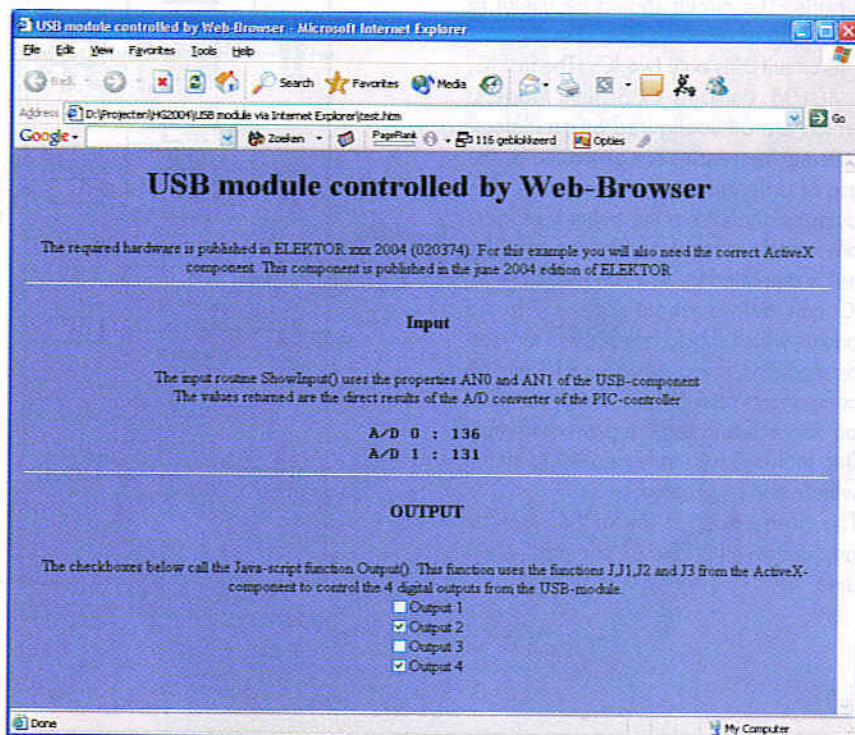 USB module controlled by Web-Browser - Microsoft Internet Explorer
File Edit View Favorites Tools Help
Back Search Favorites Media
Address D:\Projecten\HG2004\USB module via Internet Explorer\test.htm Go
Google Zoeken PageRank 116 geblokkeerd Opties
USB module controlled by Web-Browser
The required hardware is published in ELEKTOR xxx 2004 (020374). For this example you will also need the correct ActiveX
component. This component is published in the june 2004 edition of ELEKTOR
Input
The input routine ShowInput() uses the properties AN0 and AN1 of the USB-component
The values returned are the direct results of the A/D converter of the PIC-controller
A/D 0 : 136
A/D 1 : 131
OUTPUT
The checkboxes below call the Java-script function Output(). This function uses the functions J,J1,J2 and J3 from the ActiveX-
component to control the 4 digital outputs from the USB-module.
Output 1
Output 2
Output 3
Output 4
Done My Computer